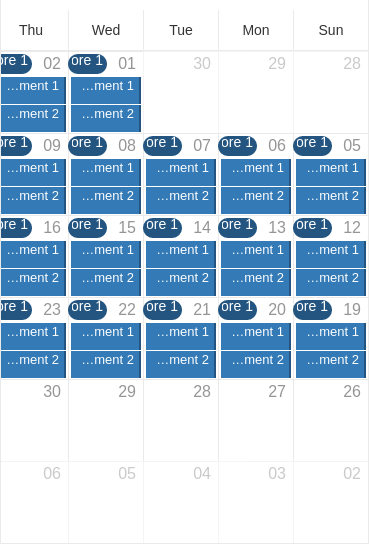 Thu Wed Tue Mon Sun
ore 1 02 ore 1 01 30 29 28
…ment 1 …ment 1
…ment 2 …ment 2
ore 1 09 ore 1 08 ore 1 07 ore 1 06 ore 1 05
…ment 1 …ment 1 …ment 1 …ment 1 …ment 1
…ment 2 …ment 2 …ment 2 …ment 2 …ment 2
ore 1 16 ore 1 15 ore 1 14 ore 1 13 ore 1 12
…ment 1 …ment 1 …ment 1 …ment 1 …ment 1
…ment 2 …ment 2 …ment 2 …ment 2 …ment 2
ore 1 23 ore 1 22 ore 1 21 ore 1 20 ore 1 19
…ment 1 …ment 1 …ment 1 …ment 1 …ment 1
…ment 2 …ment 2 …ment 2 …ment 2 …ment 2
30 29 28 27 26
06 05 04 03 02